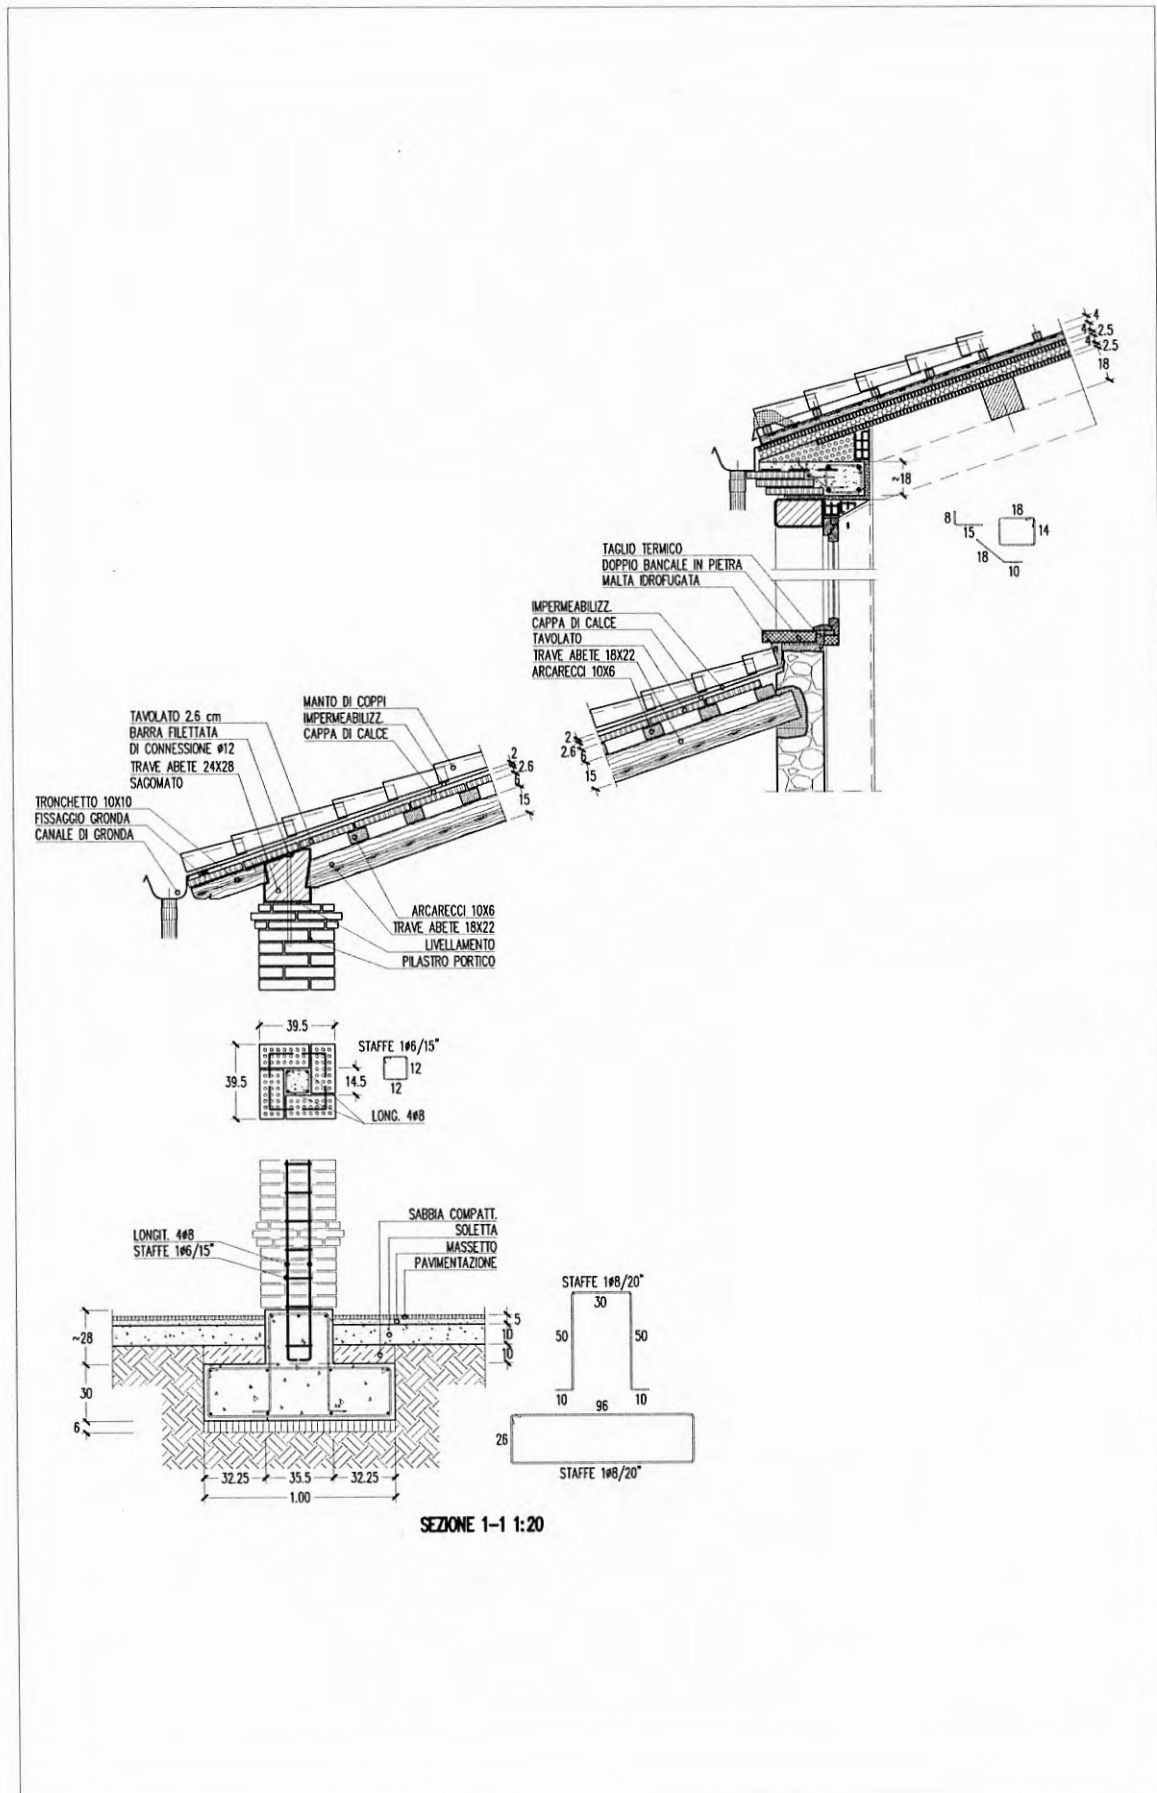 4
4 2.5
4 2.5
18
~18
18
8
15
14
18
10
TAGLIO TERMICO
DOPPIO BANCALE IN PIETRA
MALTA IDROFUGATA
IMPERMEABILIZZ.
CAPPA DI CALCE
TAVOLATO
TRAVE ABETE 18X22
ARCARECCI 10X6
2
2.6
6
15
MANTO DI COPPI
IMPERMEABILIZZ.
CAPPA DI CALCE
TAVOLATO 2.6 cm
BARRA FILETTATA
DI CONNESSIONE ø12
TRAVE ABETE 24X28
SAGOMATO
TRONCHETTO 10X10
FISSAGGIO GRONDA
CANALE DI GRONDA
2
2.6
6
15
ARCARECCI 10X6
TRAVE ABETE 18X22
LIVELLAMENTO
PILASTRO PORTICO
39.5
39.5
14.5
STAFFE 1ø6/15"
12
12
LONG. 4ø8
LONGIT. 4ø8
STAFFE 1ø6/15"
SABBIA COMPATT.
SOLETTA
MASSETTO
PAVIMENTAZIONE
5
10
10
~28
30
6
32.25 35.5 32.25
1.00
STAFFE 1ø8/20"
30
50 50
10 10
96
26
STAFFE 1ø8/20"
SEZIONE 1-1 1:20